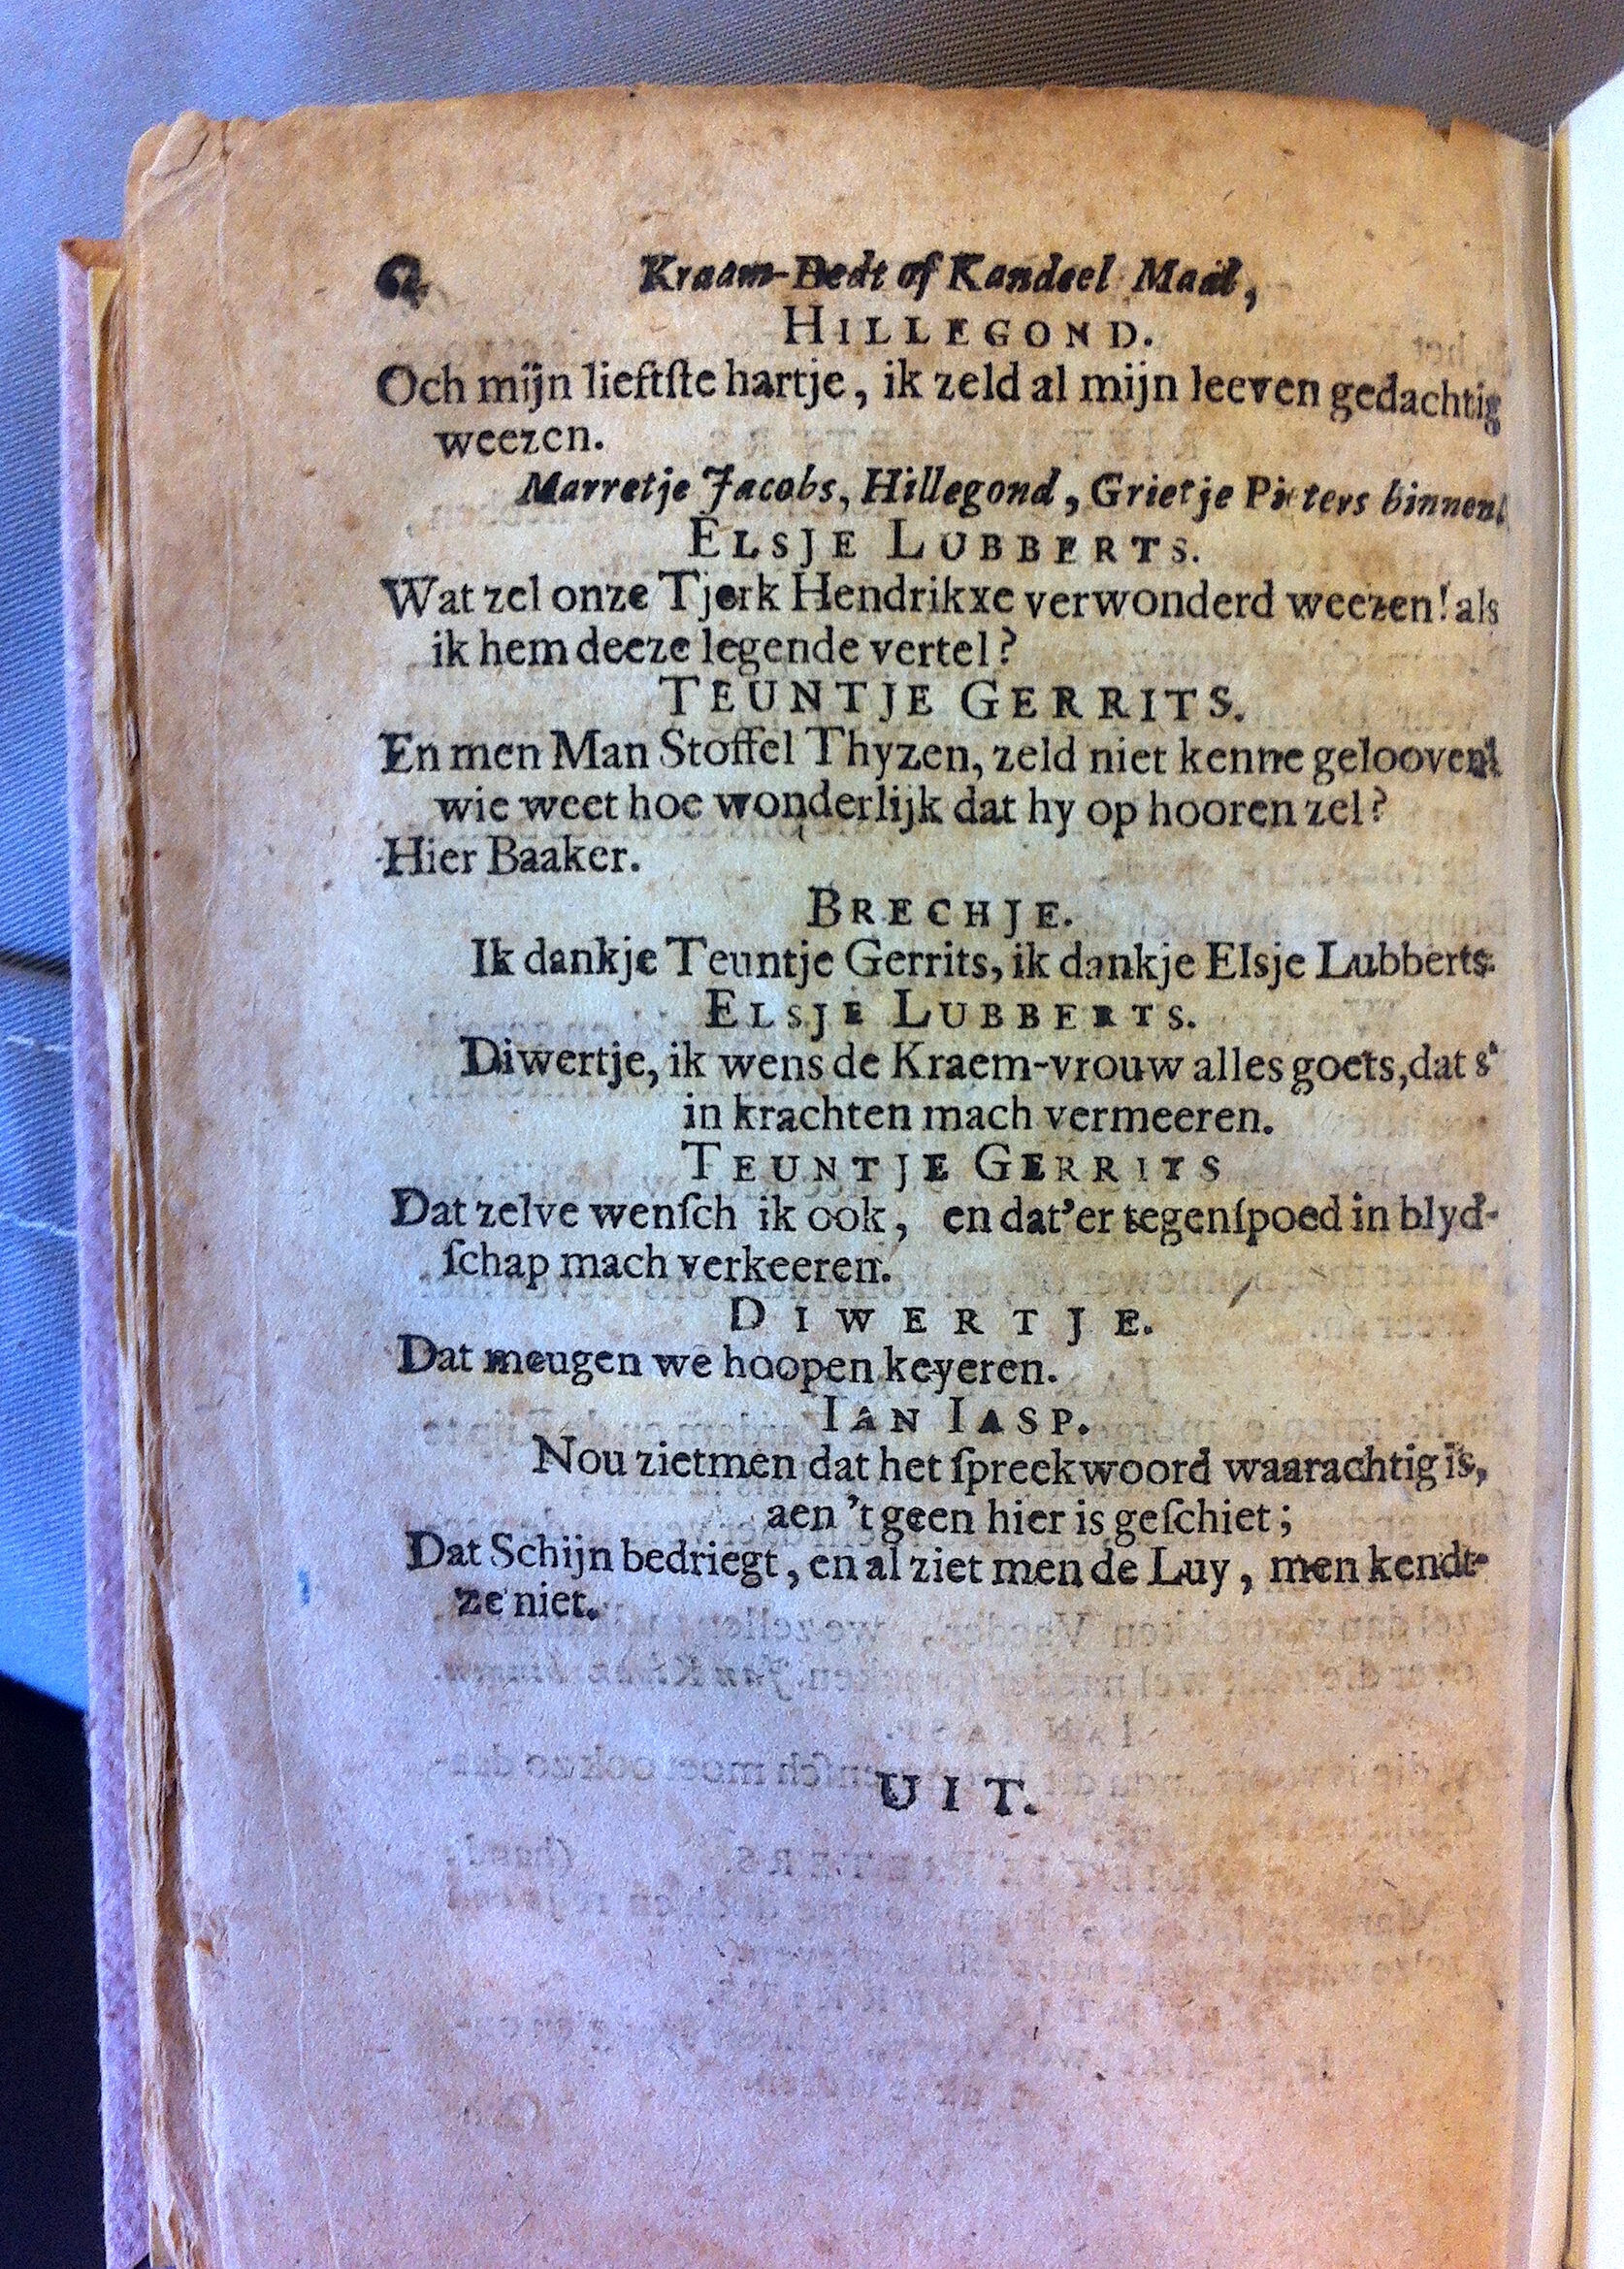 Kraam-Bedt of Kandeel Maal,
HILLEGOND.
Och mijn lieftſte hartje, ik zeld al mijn leeven gedachtig
weezen.
Marretje Jacobs, Hillegond, Grietje Pieters binnen.
ELSJE LUBBERTS.
Wat zel onze Tjerk Hendrikxe verwonderd weezen! als
ik hem deeze legende vertel?
TEUNTJE GERRITS.
En men Man Stoffel Thyzen, zeld niet kenne gelooven!
wie weet hoe wonderlijk dat hy op hooren zel?
Hier Baaker.
BRECHJE.
Ik dankje Teuntje Gerrits, ik dankje Elsje Lubberts.
ELSJE LUBBERTS.
Diwertje, ik wens de Kraem-vrouw alles goets, dat s'
in krachten mach vermeeren.
TEUNTJE GERRITS
Dat zelve wenſch ik ook, en dat'er tegenſpoed in blyd-
ſchap mach verkeeren.
DIWERTJE.
Dat meugen we hoopen keyeren.
IAN IASP.
Nou zietmen dat het ſpreekwoord waarachtig is,
aen 't geen hier is geſchiet;
Dat Schijn bedriegt, en al ziet men de Luy, men kendt-
ze niet.
UIT.